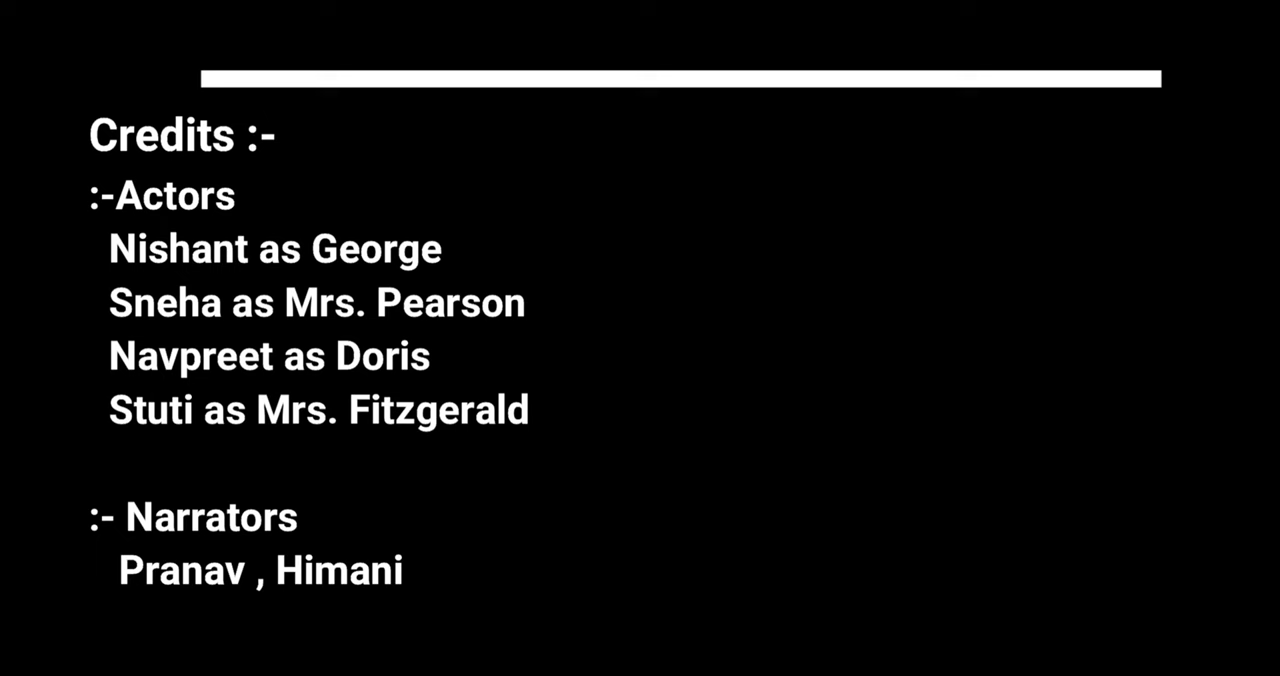 Credits :-
:-Actors
Nishant as George
Sneha as Mrs. Pearson
Navpreet as Doris
Stuti as Mrs. Fitzgerald
:- Narrators
Pranav , Himani